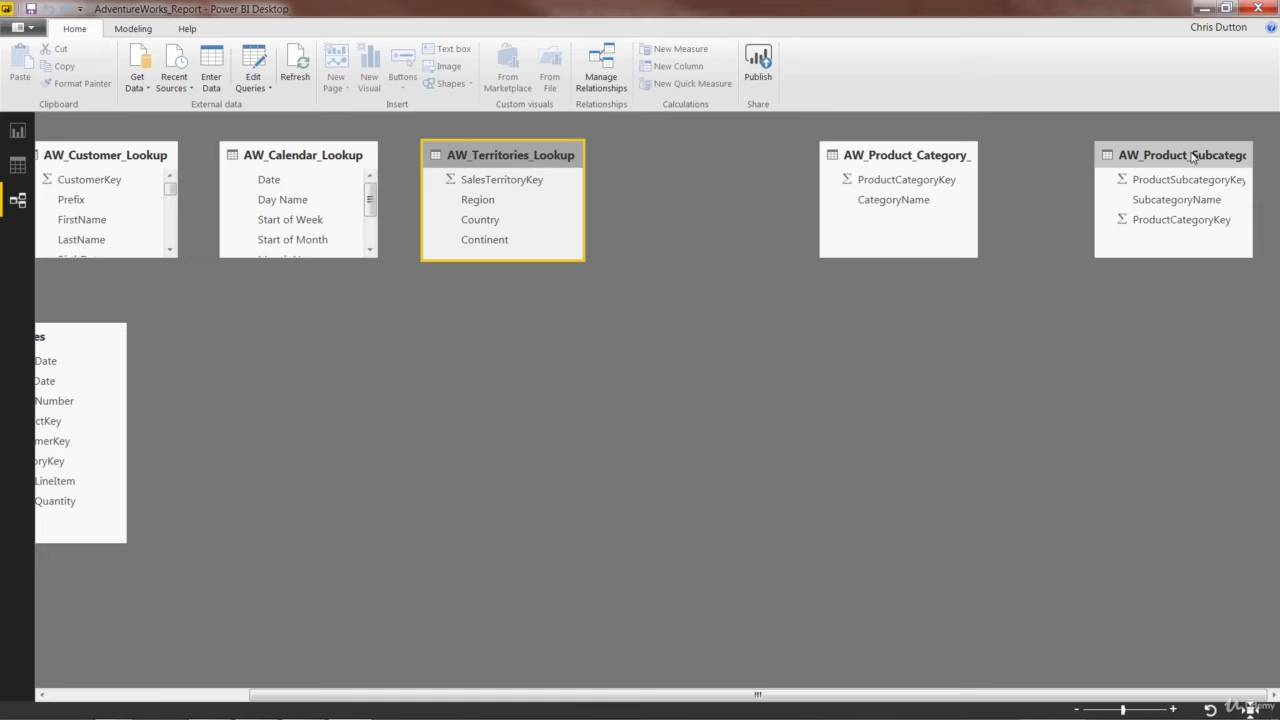 AdventureWorks_Report - Power BI Desktop
Home
Modeling
Help
Chris Dutton
Paste
Cut
Copy
Format Painter
Clipboard
Get Data
Recent Sources
Enter Data
Edit Queries
External data
Refresh
New Page
New Visual
Buttons
Text box
Image
Shapes
Insert
From Marketplace
From File
Custom visuals
Manage Relationships
Relationships
New Measure
New Column
New Quick Measure
Calculations
Publish
Share
AW_Customer_Lookup
CustomerKey
Prefix
FirstName
LastName
AW_Calendar_Lookup
Date
Day Name
Start of Week
Start of Month
AW_Territories_Lookup
SalesTerritoryKey
Region
Country
Continent
AW_Product_Category_
ProductCategoryKey
CategoryName
AW_Product_Subcatego
ProductSubcategoryKey
SubcategoryName
ProductCategoryKey
es
Date
Date
Number
ctKey
merKey
oryKey
LineItem
Quantity
Udemy